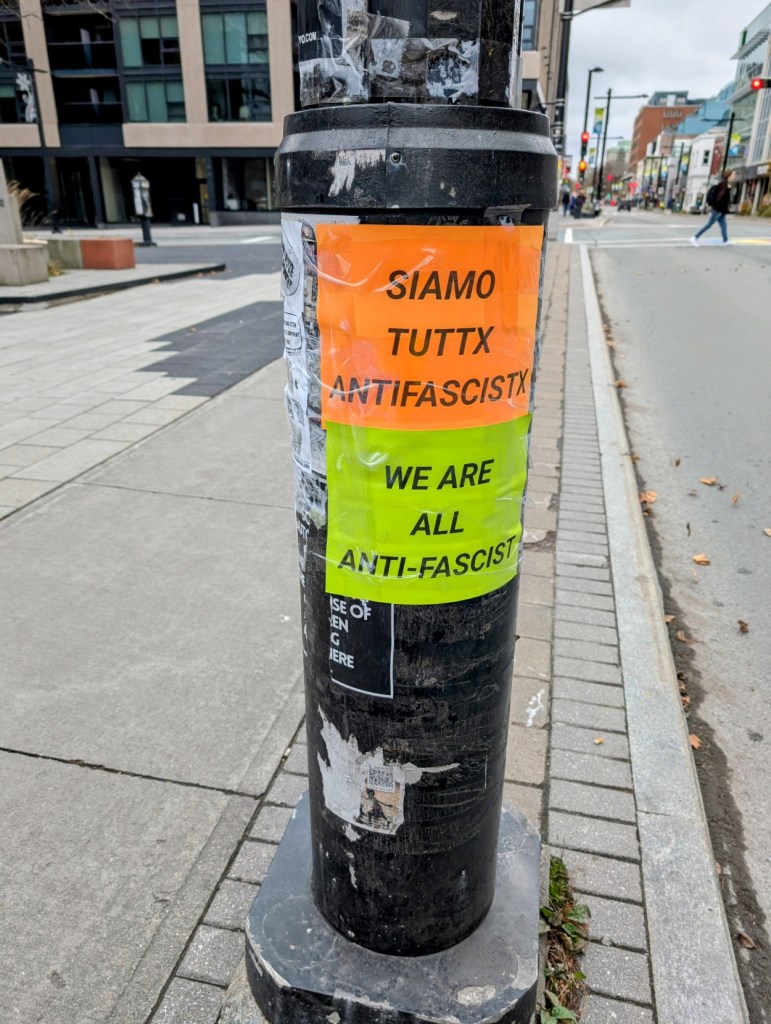 SIAMO
TUTTX
ANTIFASCISTX
WE ARE
ALL
ANTI-FASCIST